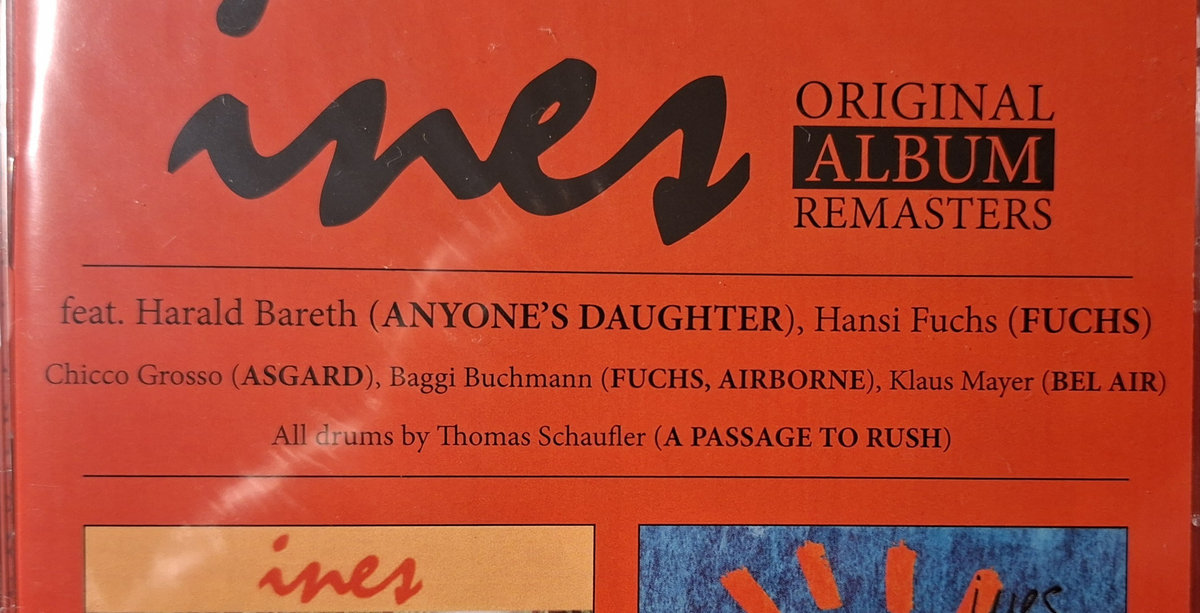 ines
ORIGINAL
ALBUM
REMASTERS
feat. Harald Bareth (ANYONE'S DAUGHTER), Hansi Fuchs (FUCHS)
Chicco Grosso (ASGARD), Baggi Buchmann (FUCHS, AIRBORNE), Klaus Mayer (BEL AIR)
All drums by Thomas Schaufler (A PASSAGE TO RUSH)
ines
ines